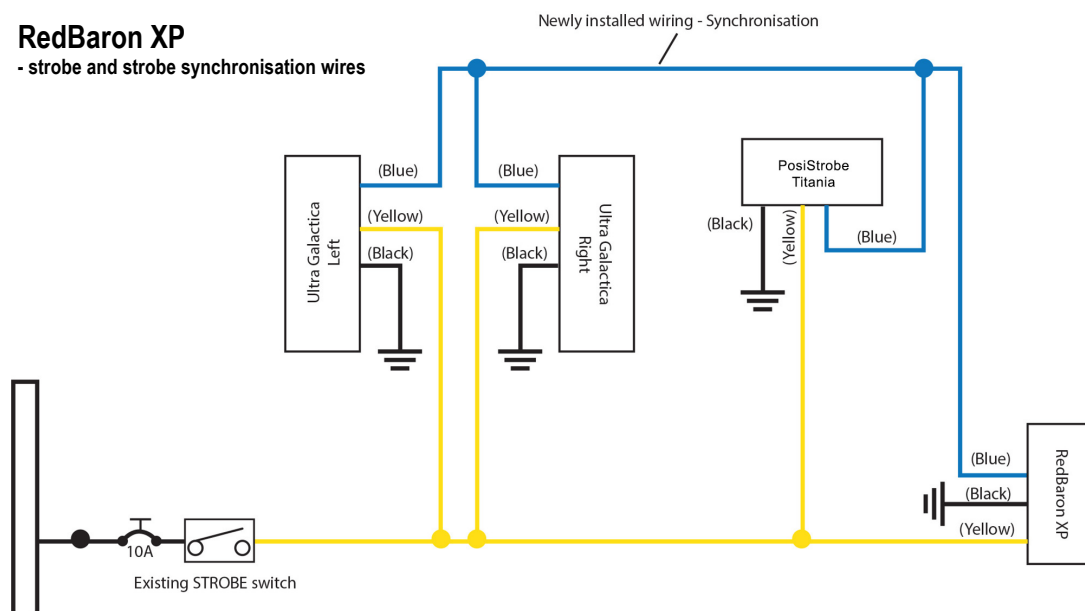 RedBaron XP
- strobe and strobe synchronisation wires
Newly installed wiring - Synchronisation
Ultra Galactica
Left
(Blue)
(Yellow)
(Black)
(Blue)
(Yellow)
(Black)
Ultra Galactica
Right
PosiStrobe
Titania
(Black)
(Yellow)
(Blue)
(Blue)
(Black)
(Yellow)
RedBaron XP
10A
Existing STROBE switch